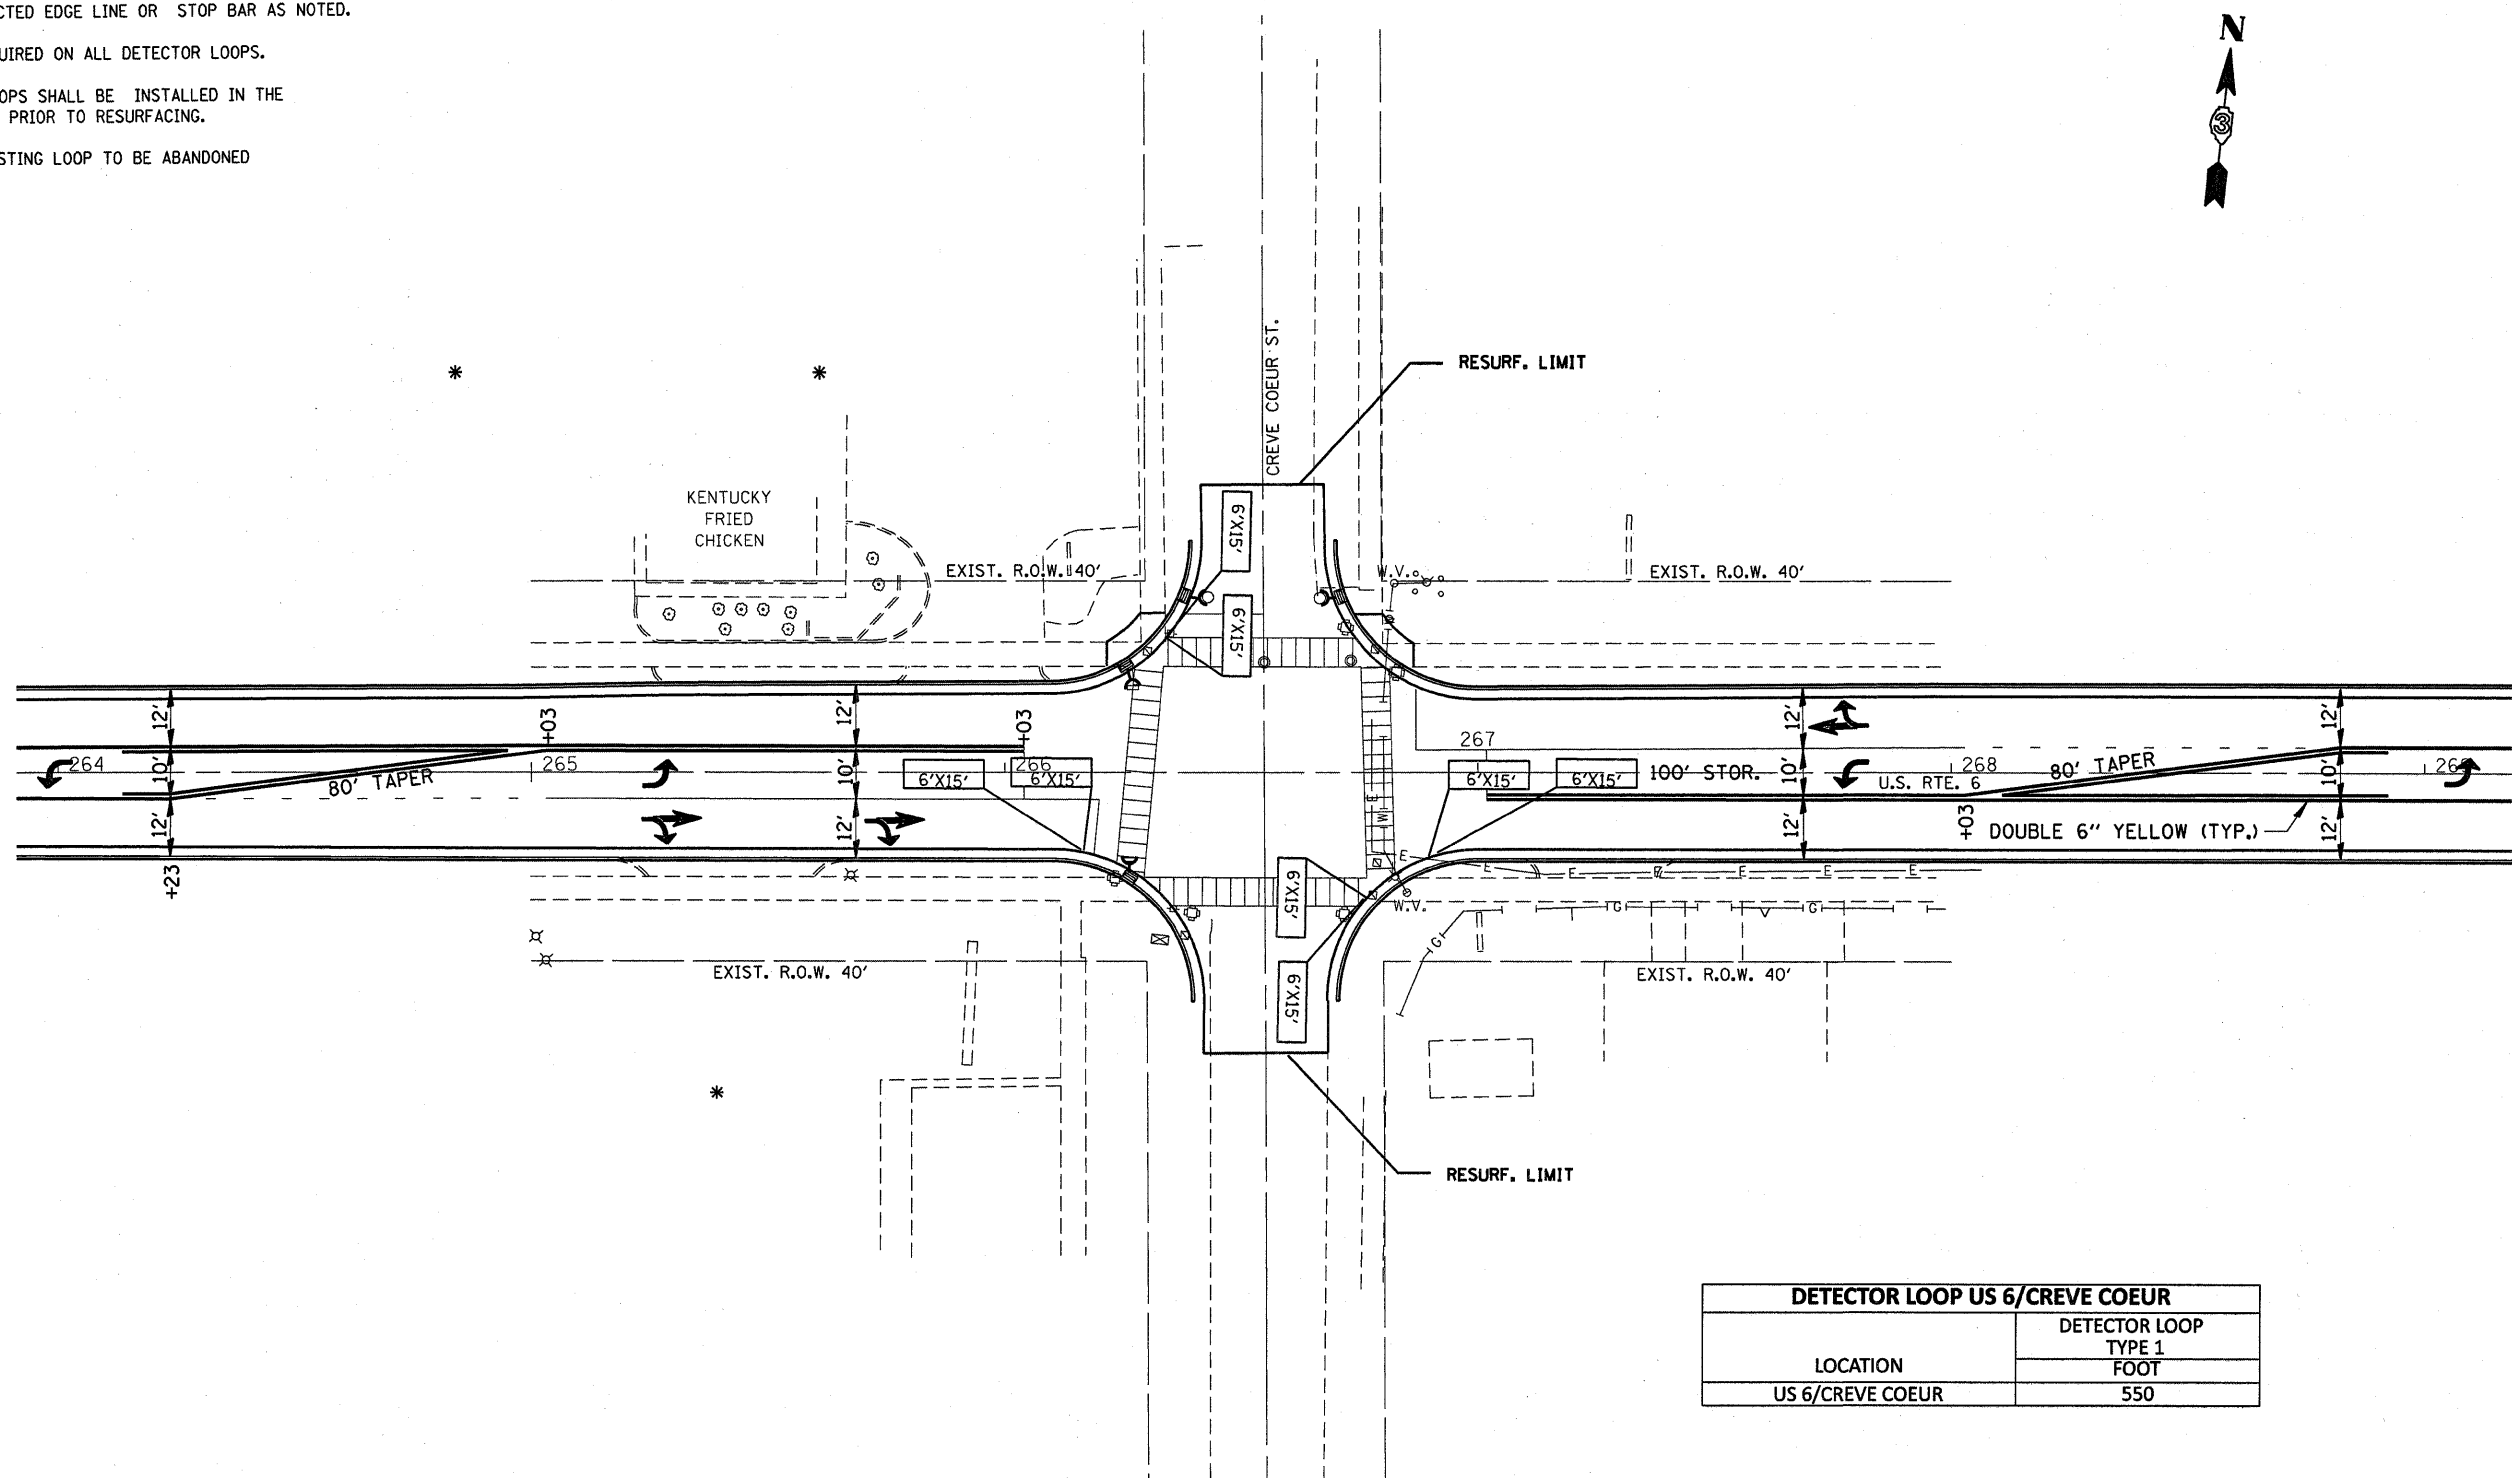 CTED EDGE LINE OR STOP BAR AS NOTED.
UIRED ON ALL DETECTOR LOOPS.
OPS SHALL BE INSTALLED IN THE
PRIOR TO RESURFACING.
STING LOOP TO BE ABANDONED
N
3
CREVE COEUR ST.
RESURF. LIMIT
KENTUCKY
FRIED
CHICKEN
EXIST. R.O.W. 40'
W.V.
EXIST. R.O.W. 40'
6'X15'
6'X15'
12'
+03
12'
+03
12'
12'
264
10'
80' TAPER
265
10'
266
6'X15'
6'X15'
267
6'X15'
6'X15'
100' STOR.
10'
U.S. RTE. 6
268
80' TAPER
10'
12'
+23
12'
E
W
12'
+03
DOUBLE 6" YELLOW (TYP.)
12'
E
E
E
E
E
E
E
6'X15'
6'X15'
W.V.
G
G
G
EXIST. R.O.W. 40'
EXIST. R.O.W. 40'
RESURF. LIMIT
DETECTOR LOOP US 6/CREVE COEUR
DETECTOR LOOP
TYPE 1
LOCATION
FOOT
US 6/CREVE COEUR
550